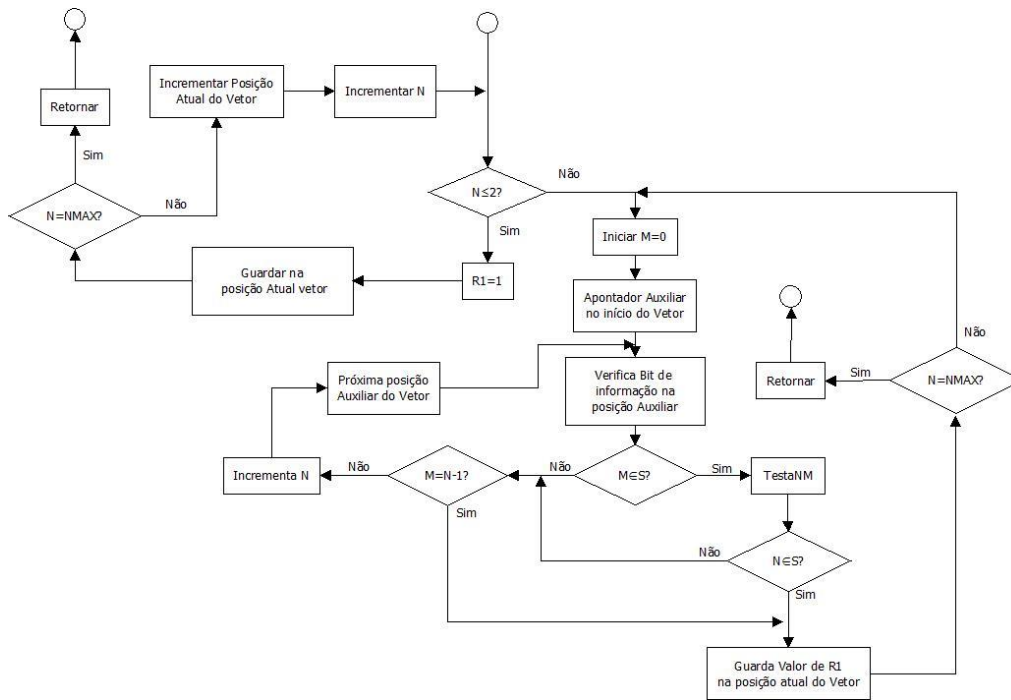 Incrementar Posição
Atual do Vetor
Incrementar N
Retornar
Sim
N=NMAX?
Não
N≤2?
Não
Sim
Iniciar M=0
Guardar na
posição Atual vetor
R1=1
Apontador Auxiliar
no início do Vetor
Não
Próxima posição
Auxiliar do Vetor
Verifica Bit de
informação na
posição Auxiliar
Retornar
Sim
N=NMAX?
Incrementa N
Não
M=N-1?
Não
M∈S?
Sim
TestaNM
Sim
Não
N∈S?
Sim
Guarda Valor de R1
na posição atual do Vetor